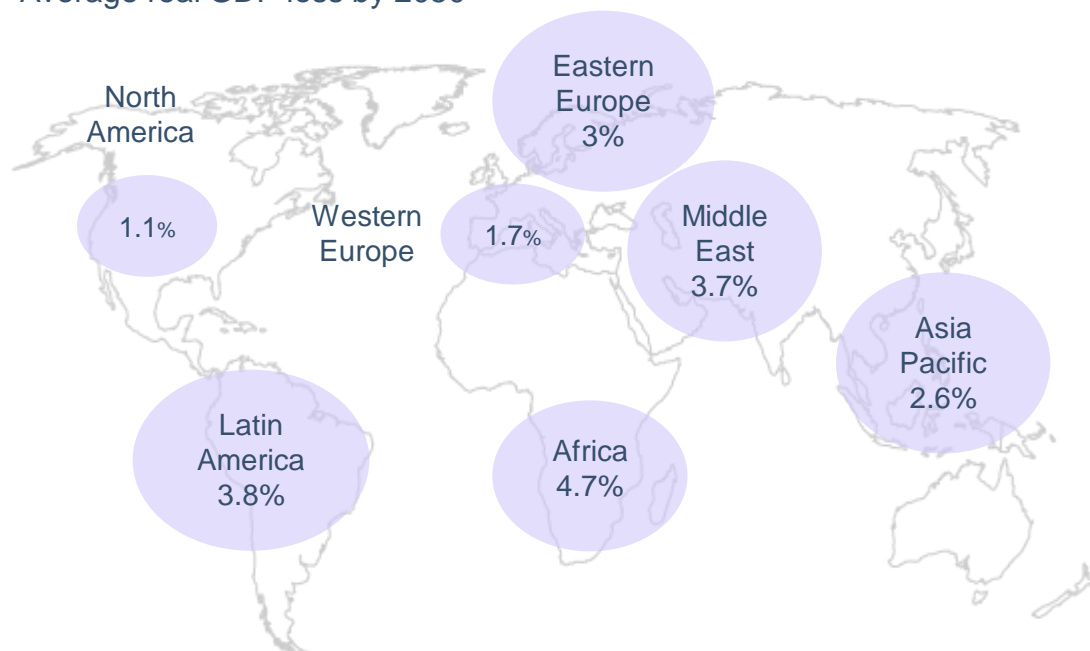 Average real GDP loss by 2050
Eastern
Europe
3%
North
America
1.1%
Western
Europe
1.7%
Middle
East
3.7%
Asia
Pacific
2.6%
Latin
America
3.8%
Africa
4.7%